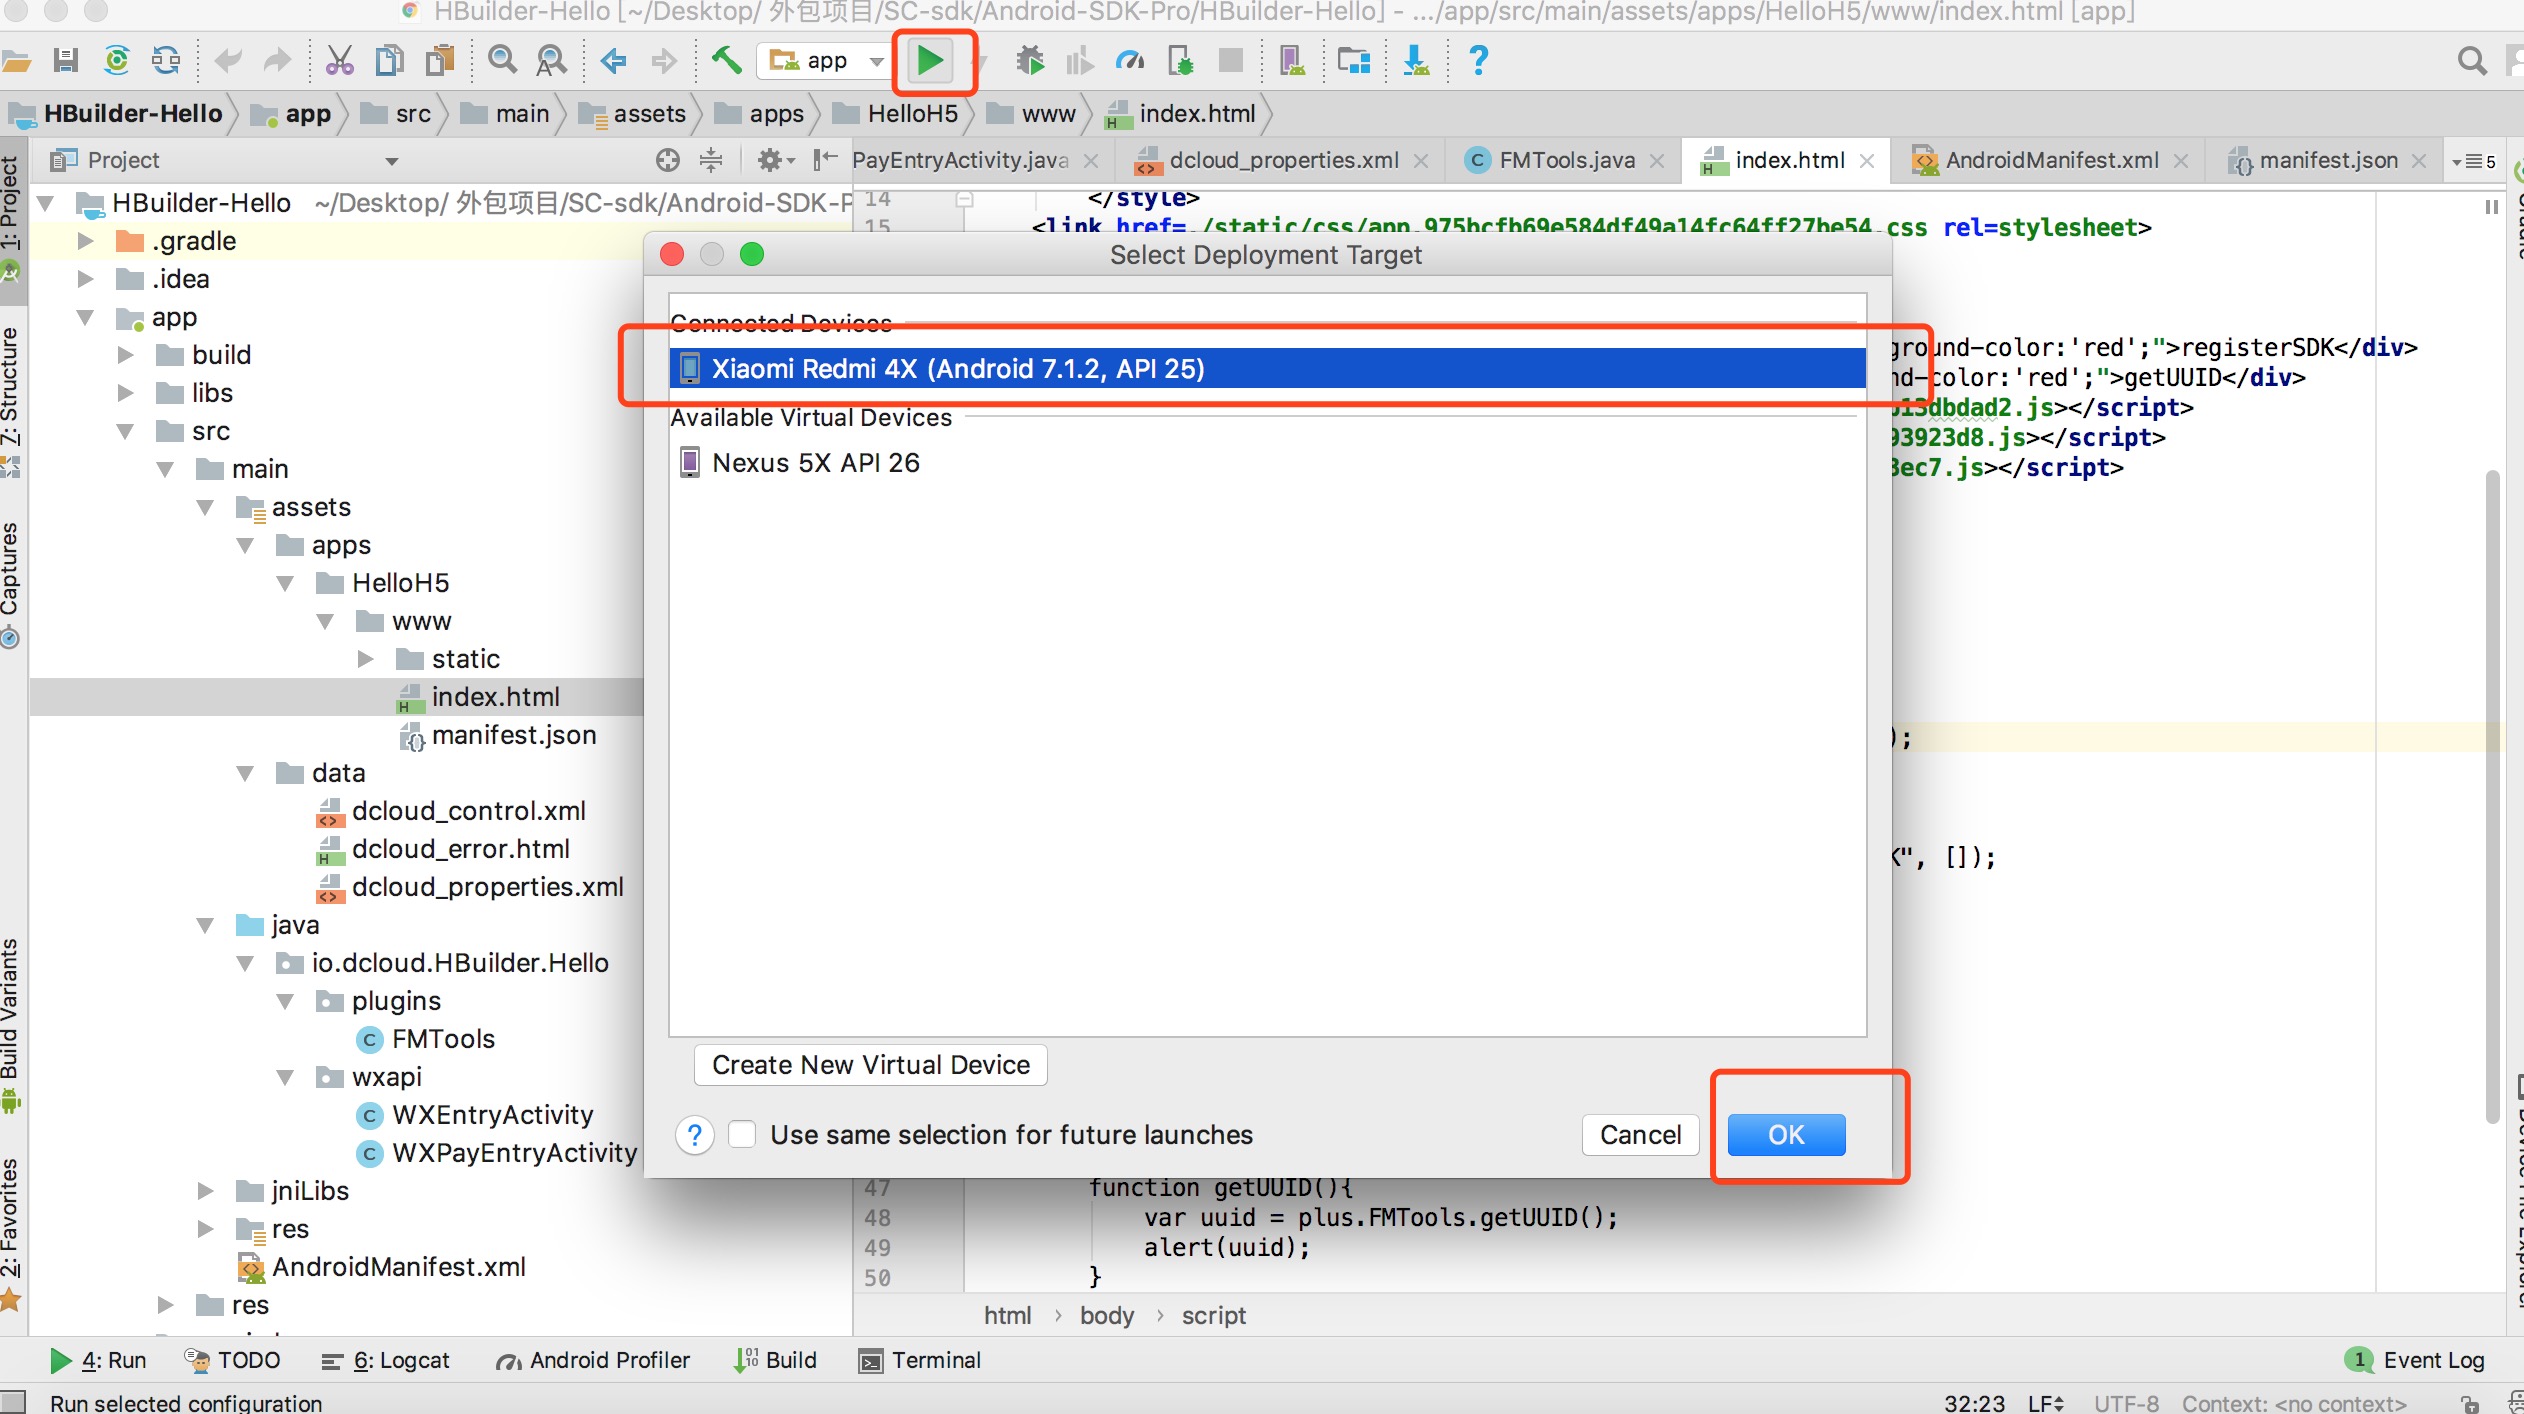 HBuilder-Hello [~/Desktop/ 外包项目/SC-sdk/Android-SDK-Pro/HBuilder-Hello] - .../app/src/main/assets/apps/HelloH5/www/index.html [app]
app
HBuilder-Hello app src main assets apps HelloH5 www index.html
Project
PayEntryActivity.java dcloud_properties.xml FMTools.java index.html AndroidManifest.xml manifest.json 5
1: Project
7: Structure
Captures
Build Variants
2: Favorites
HBuilder-Hello ~/Desktop/ 外包项目/SC-sdk/Android-SDK-P
.gradle
.idea
app
build
libs
src
main
assets
apps
HelloH5
www
static
index.html
manifest.json
data
dcloud_control.xml
dcloud_error.html
dcloud_properties.xml
java
io.dcloud.HBuilder.Hello
plugins
FMTools
wxapi
WXEntryActivity
WXPayEntryActivity
jniLibs
res
AndroidManifest.xml
res
14 </style>
15 <link href=./static/css/app.975bcfb69e584df49a14fc64ff27be54.css rel=stylesheet>
ground-color:'red';">registerSDK</div>
nd-color:'red';">getUUID</div>
b13dbdad2.js></script>
93923d8.js></script>
3ec7.js></script>
);
K", []);
Select Deployment Target
Connected Devices
Xiaomi Redmi 4X (Android 7.1.2, API 25)
Available Virtual Devices
Nexus 5X API 26
Create New Virtual Device
? Use same selection for future launches
Cancel OK
47 function getUUID(){
48 var uuid = plus.FMTools.getUUID();
49 alert(uuid);
50 }
html › body › script
4: Run TODO 6: Logcat Android Profiler Build Terminal 1 Event Log
Run selected configuration 32:23 LF UTF-8 Context: <no context>